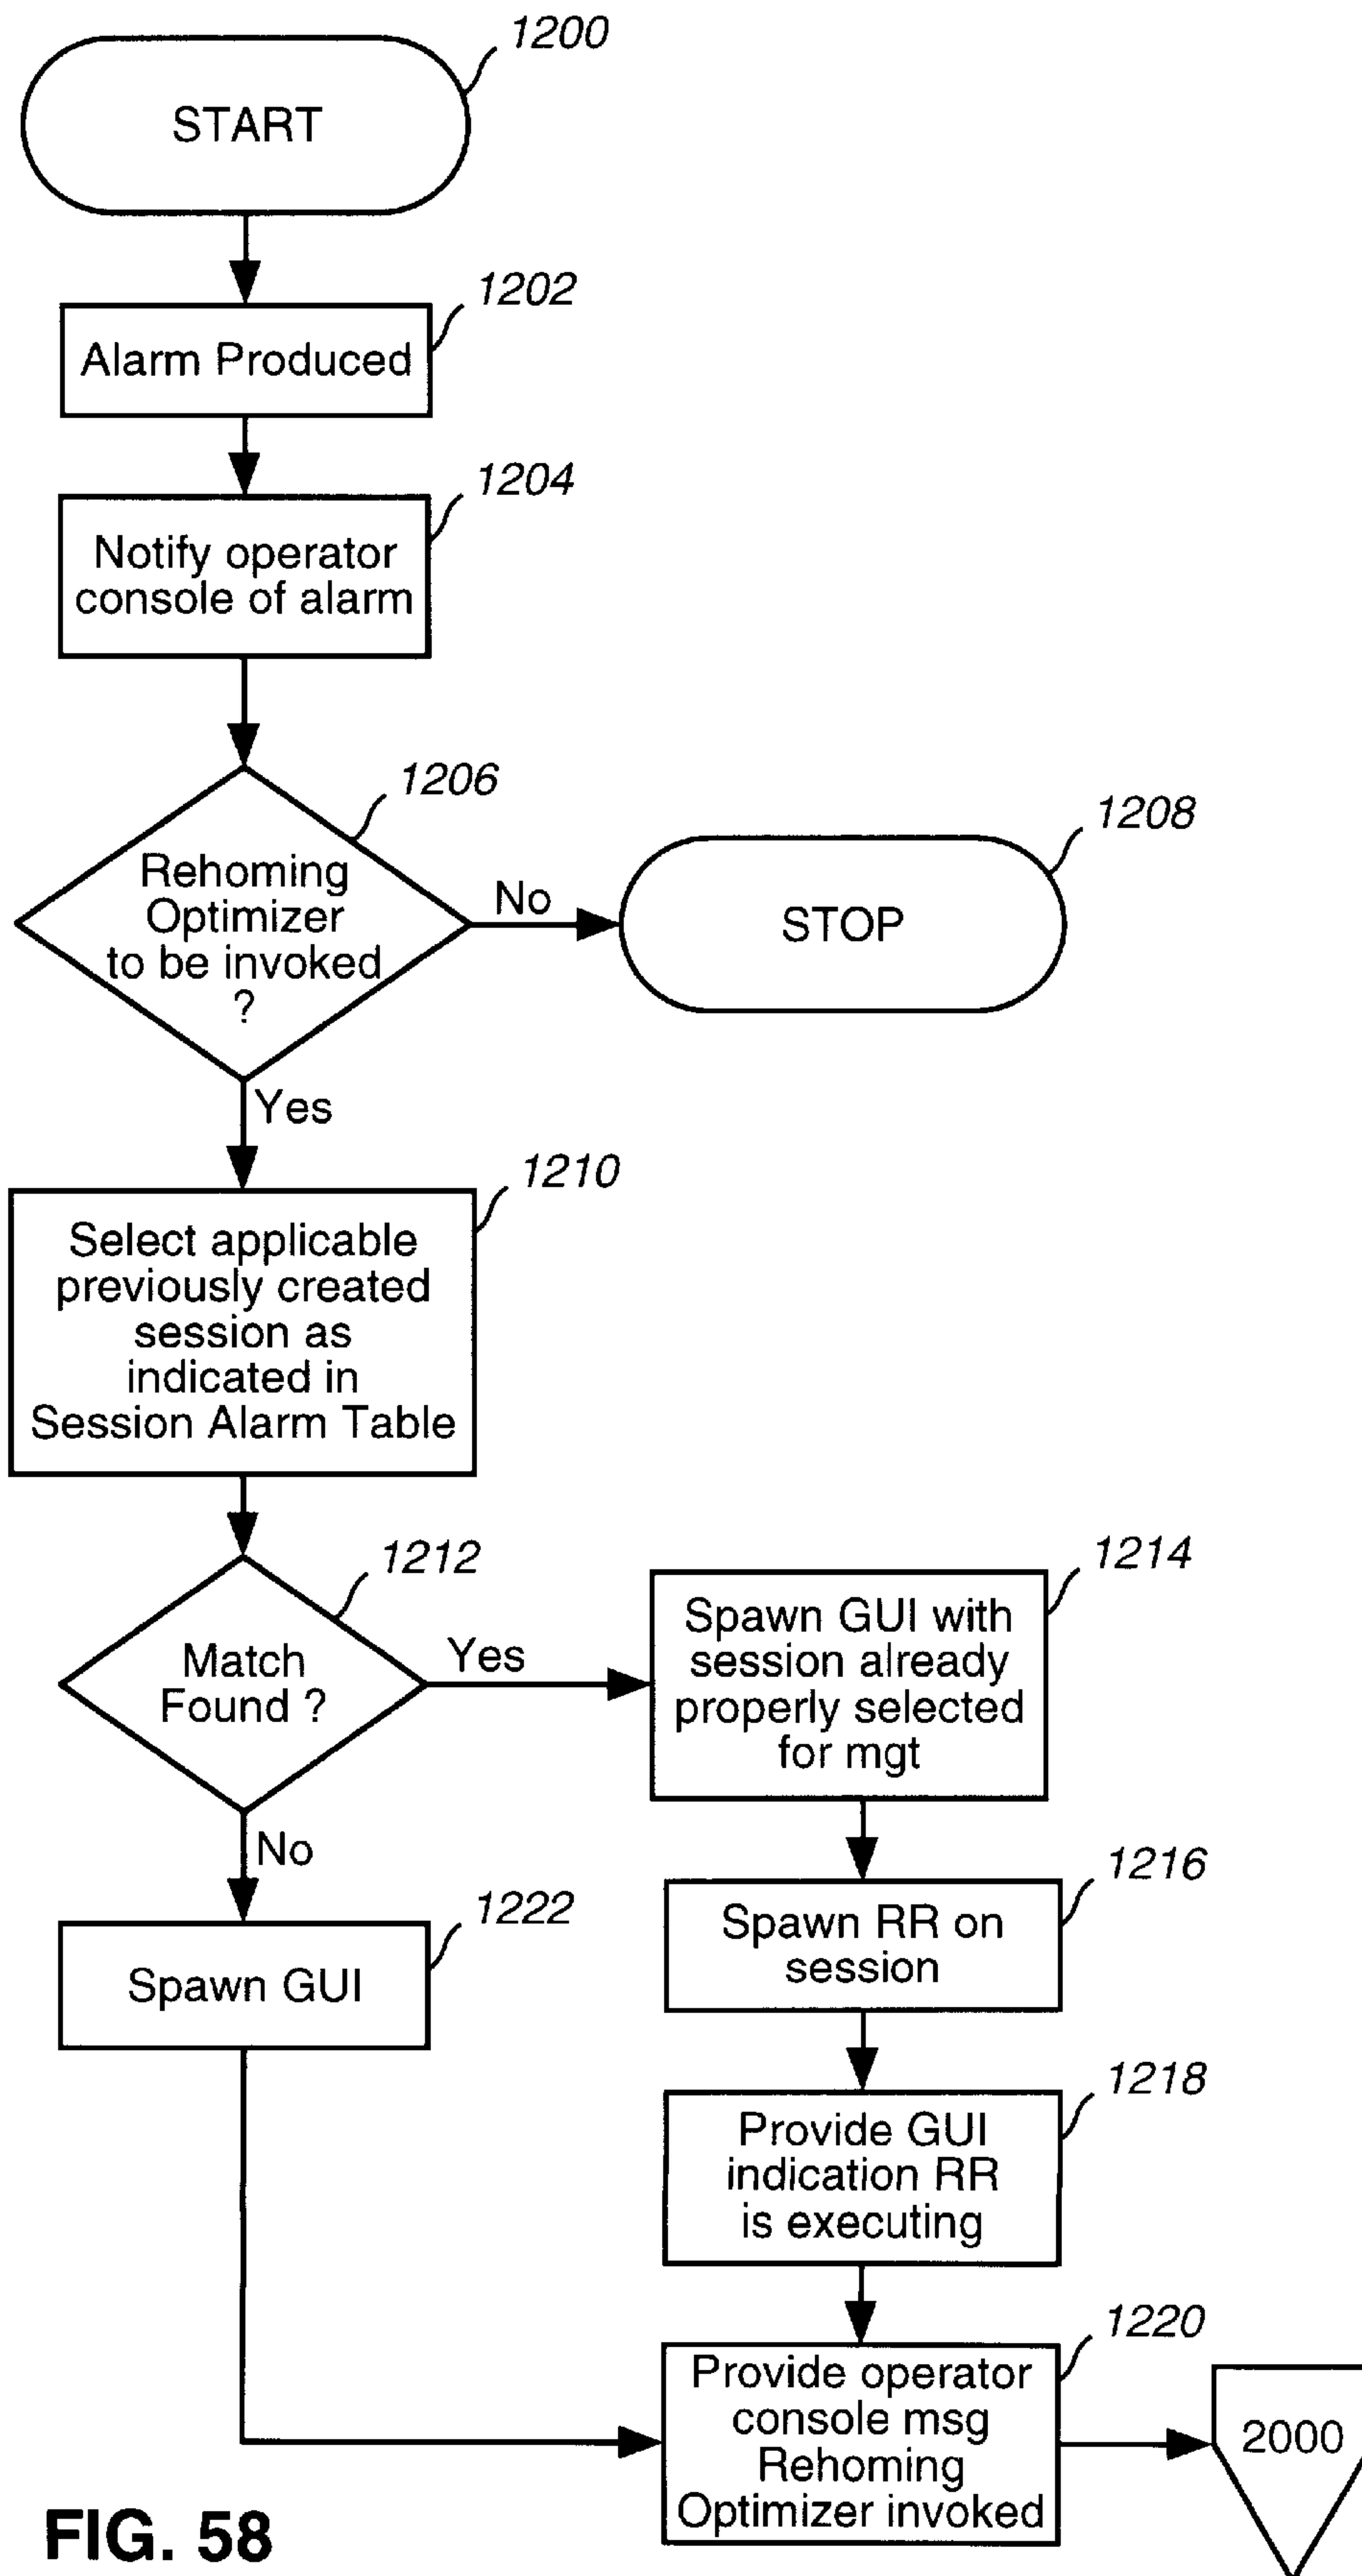 1200
START
1202
Alarm Produced
1204
Notify operator
console of alarm
1206
Rehoming
Optimizer
to be invoked
?
No
1208
STOP
Yes
1210
Select applicable
previously created
session as
indicated in
Session Alarm Table
1212
Match
Found ?
Yes
1214
Spawn GUI with
session already
properly selected
for mgt
No
1216
Spawn RR on
session
1222
Spawn GUI
1218
Provide GUI
indication RR
is executing
1220
Provide operator
console msg
Rehoming
Optimizer invoked
2000
FIG. 58